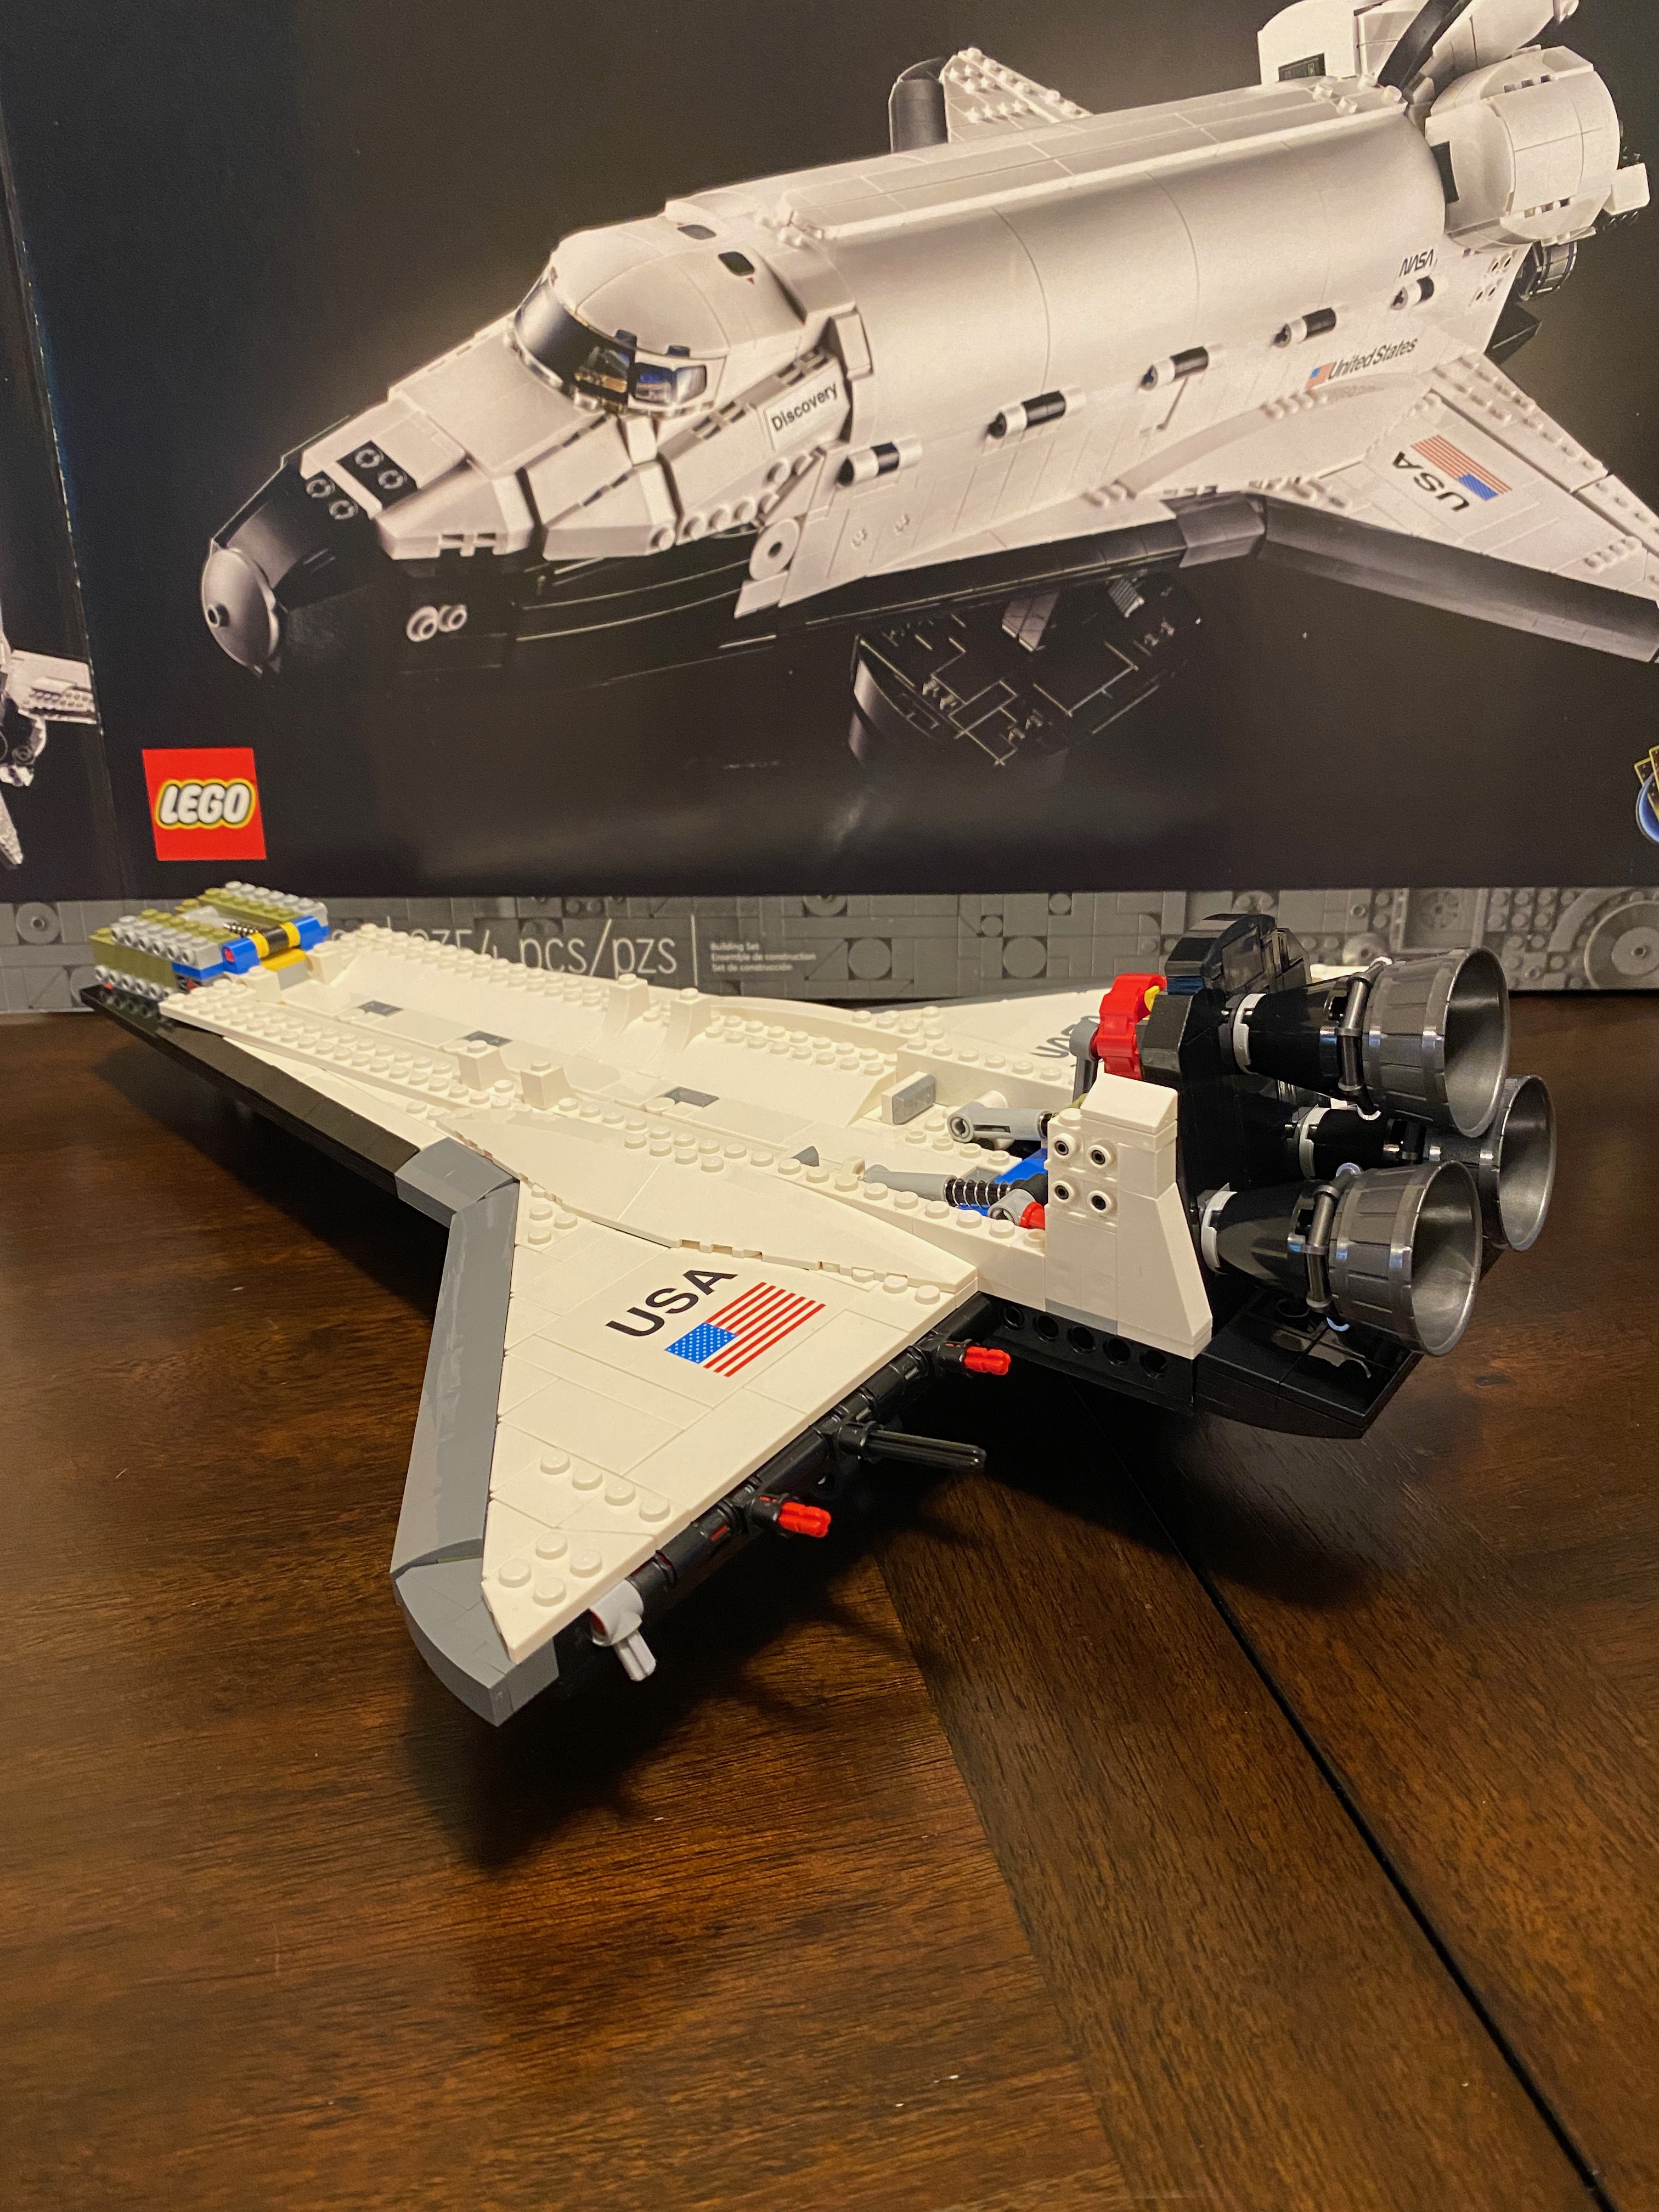 NASA
United States
Discovery
USA
LEGO
pcs/pzs
Building Set
Ensemble de construction
Set de construcción
USA